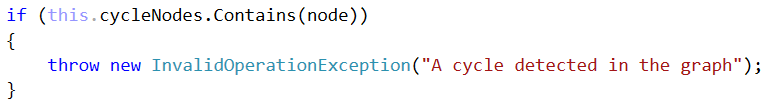 if (this.cycleNodes.Contains(node))
{
    throw new InvalidOperationException("A cycle detected in the graph");
}